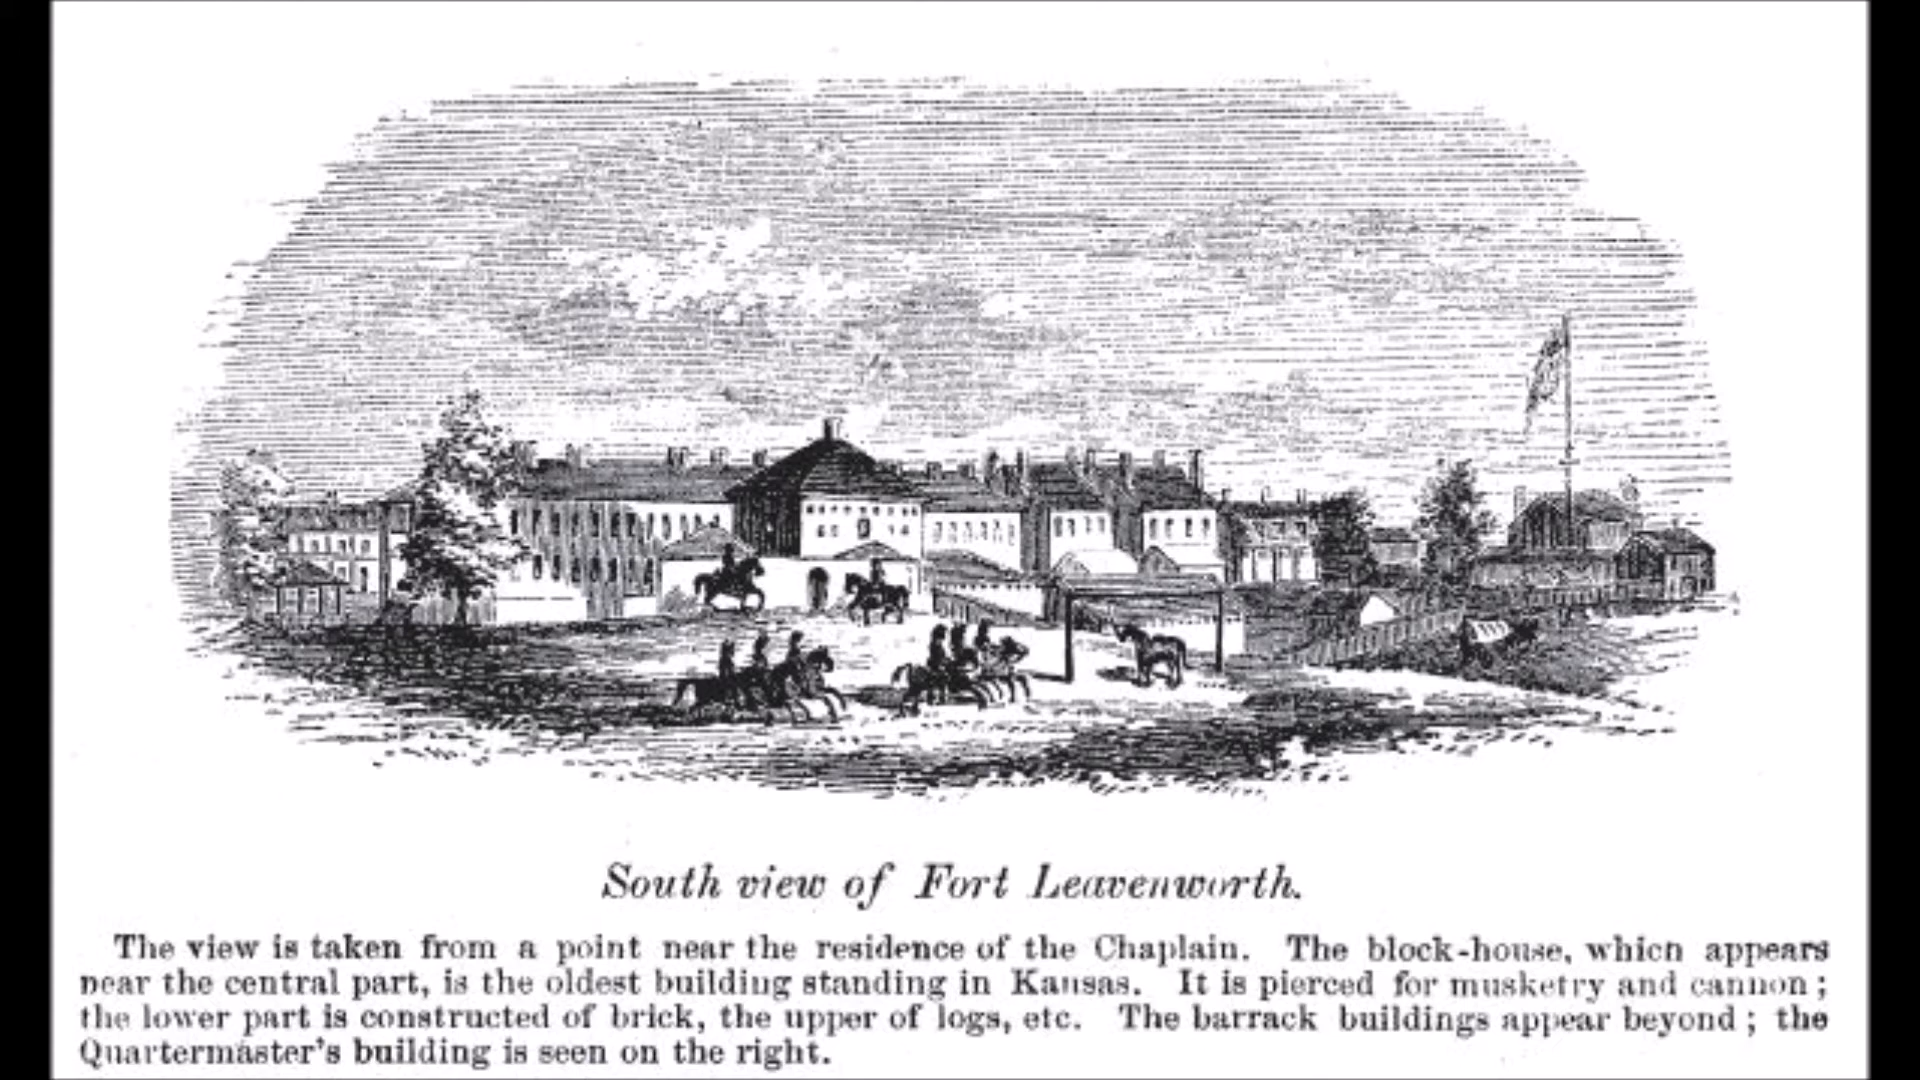 South view of Fort Leavenworth.
The view is taken from a point near the residence of the Chaplain. The block-house, which appears
near the central part, is the oldest building standing in Kansas. It is pierced for musketry and cannon;
the lower part is constructed of brick, the upper of logs, etc. The barrack buildings appear beyond; the
Quartermaster's building is seen on the right.